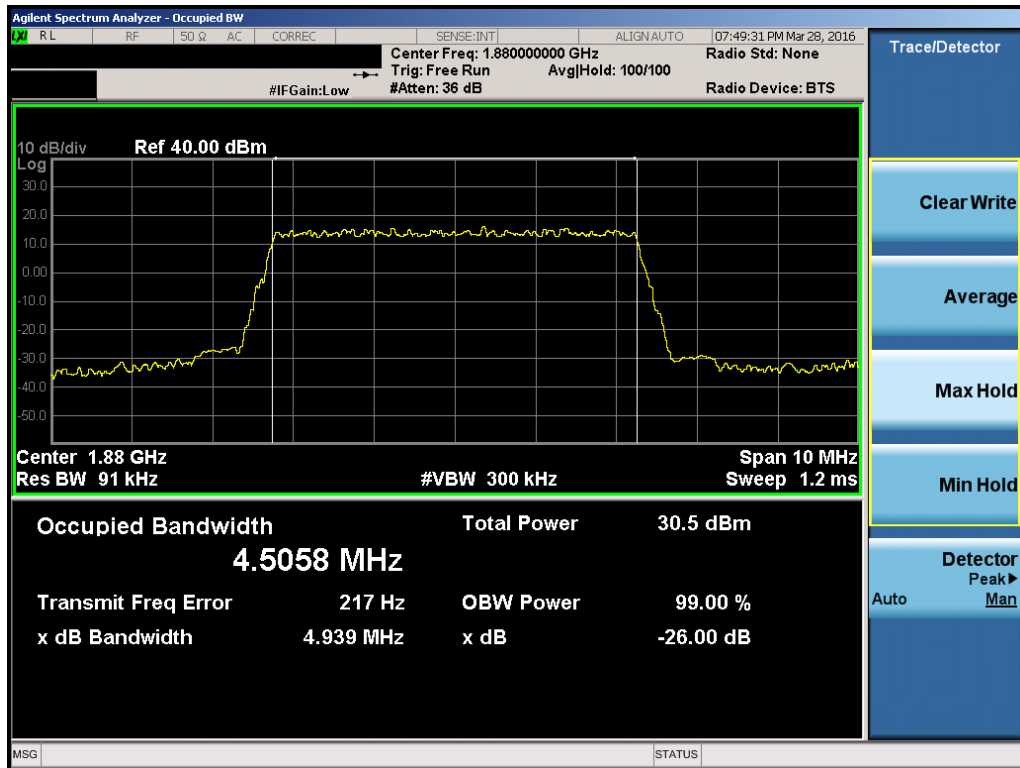 Agilent Spectrum Analyzer - Occupied BW
LXI RL RF 50 Ω AC CORREC SENSE:INT ALIGN AUTO 07:49:31 PM Mar 28, 2016
Center Freq: 1.880000000 GHz Radio Std: None
Trig: Free Run Avg|Hold: 100/100
#IFGain:Low #Atten: 36 dB Radio Device: BTS
10 dB/div Ref 40.00 dBm
Log
30.0
20.0
10.0
0.00
-10.0
-20.0
-30.0
-40.0
-50.0
Center 1.88 GHz Span 10 MHz
Res BW 91 kHz #VBW 300 kHz Sweep 1.2 ms
Occupied Bandwidth Total Power 30.5 dBm
4.5058 MHz
Transmit Freq Error 217 Hz OBW Power 99.00 %
x dB Bandwidth 4.939 MHz x dB -26.00 dB
Trace/Detector
Clear Write
Average
Max Hold
Min Hold
Detector
Peak▶
Auto Man
MSG STATUS